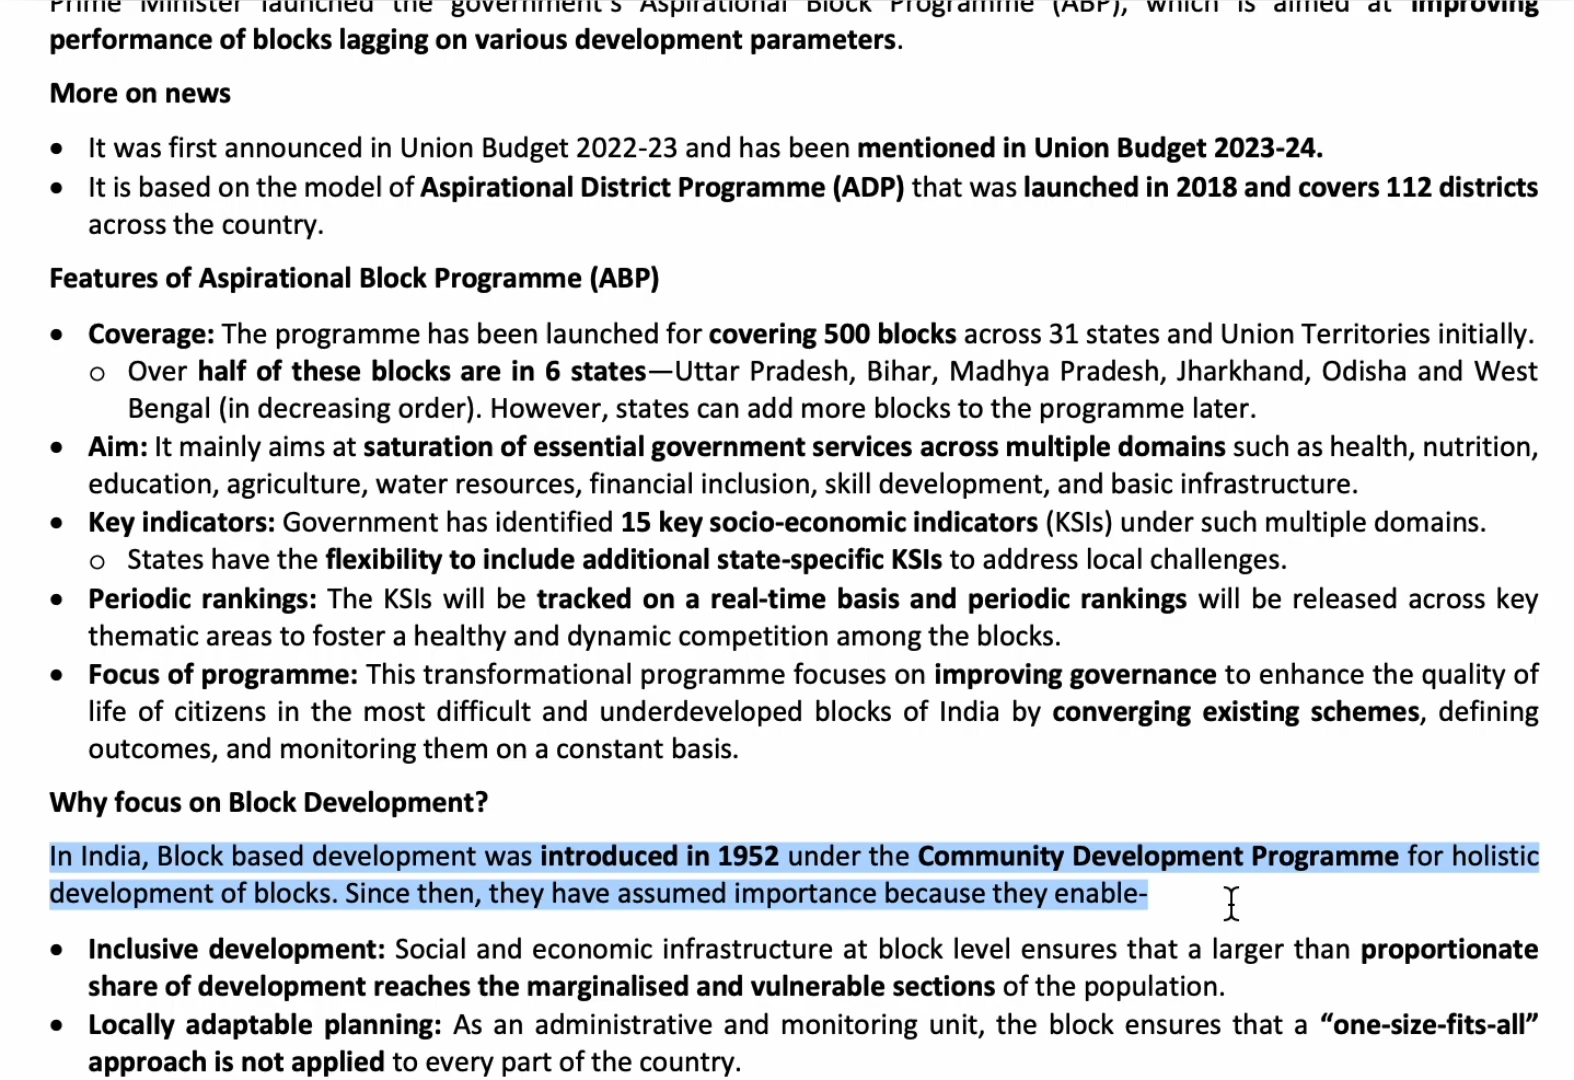 Prime Minister launched the government's Aspirational Block Programme (ABP), which is aimed at improving
performance of blocks lagging on various development parameters.
More on news
• It was first announced in Union Budget 2022-23 and has been mentioned in Union Budget 2023-24.
• It is based on the model of Aspirational District Programme (ADP) that was launched in 2018 and covers 112 districts
across the country.
Features of Aspirational Block Programme (ABP)
• Coverage: The programme has been launched for covering 500 blocks across 31 states and Union Territories initially.
o Over half of these blocks are in 6 states—Uttar Pradesh, Bihar, Madhya Pradesh, Jharkhand, Odisha and West
Bengal (in decreasing order). However, states can add more blocks to the programme later.
• Aim: It mainly aims at saturation of essential government services across multiple domains such as health, nutrition,
education, agriculture, water resources, financial inclusion, skill development, and basic infrastructure.
• Key indicators: Government has identified 15 key socio-economic indicators (KSIs) under such multiple domains.
o States have the flexibility to include additional state-specific KSIs to address local challenges.
• Periodic rankings: The KSIs will be tracked on a real-time basis and periodic rankings will be released across key
thematic areas to foster a healthy and dynamic competition among the blocks.
• Focus of programme: This transformational programme focuses on improving governance to enhance the quality of
life of citizens in the most difficult and underdeveloped blocks of India by converging existing schemes, defining
outcomes, and monitoring them on a constant basis.
Why focus on Block Development?
In India, Block based development was introduced in 1952 under the Community Development Programme for holistic
development of blocks. Since then, they have assumed importance because they enable-
• Inclusive development: Social and economic infrastructure at block level ensures that a larger than proportionate
share of development reaches the marginalised and vulnerable sections of the population.
• Locally adaptable planning: As an administrative and monitoring unit, the block ensures that a “one-size-fits-all”
approach is not applied to every part of the country.